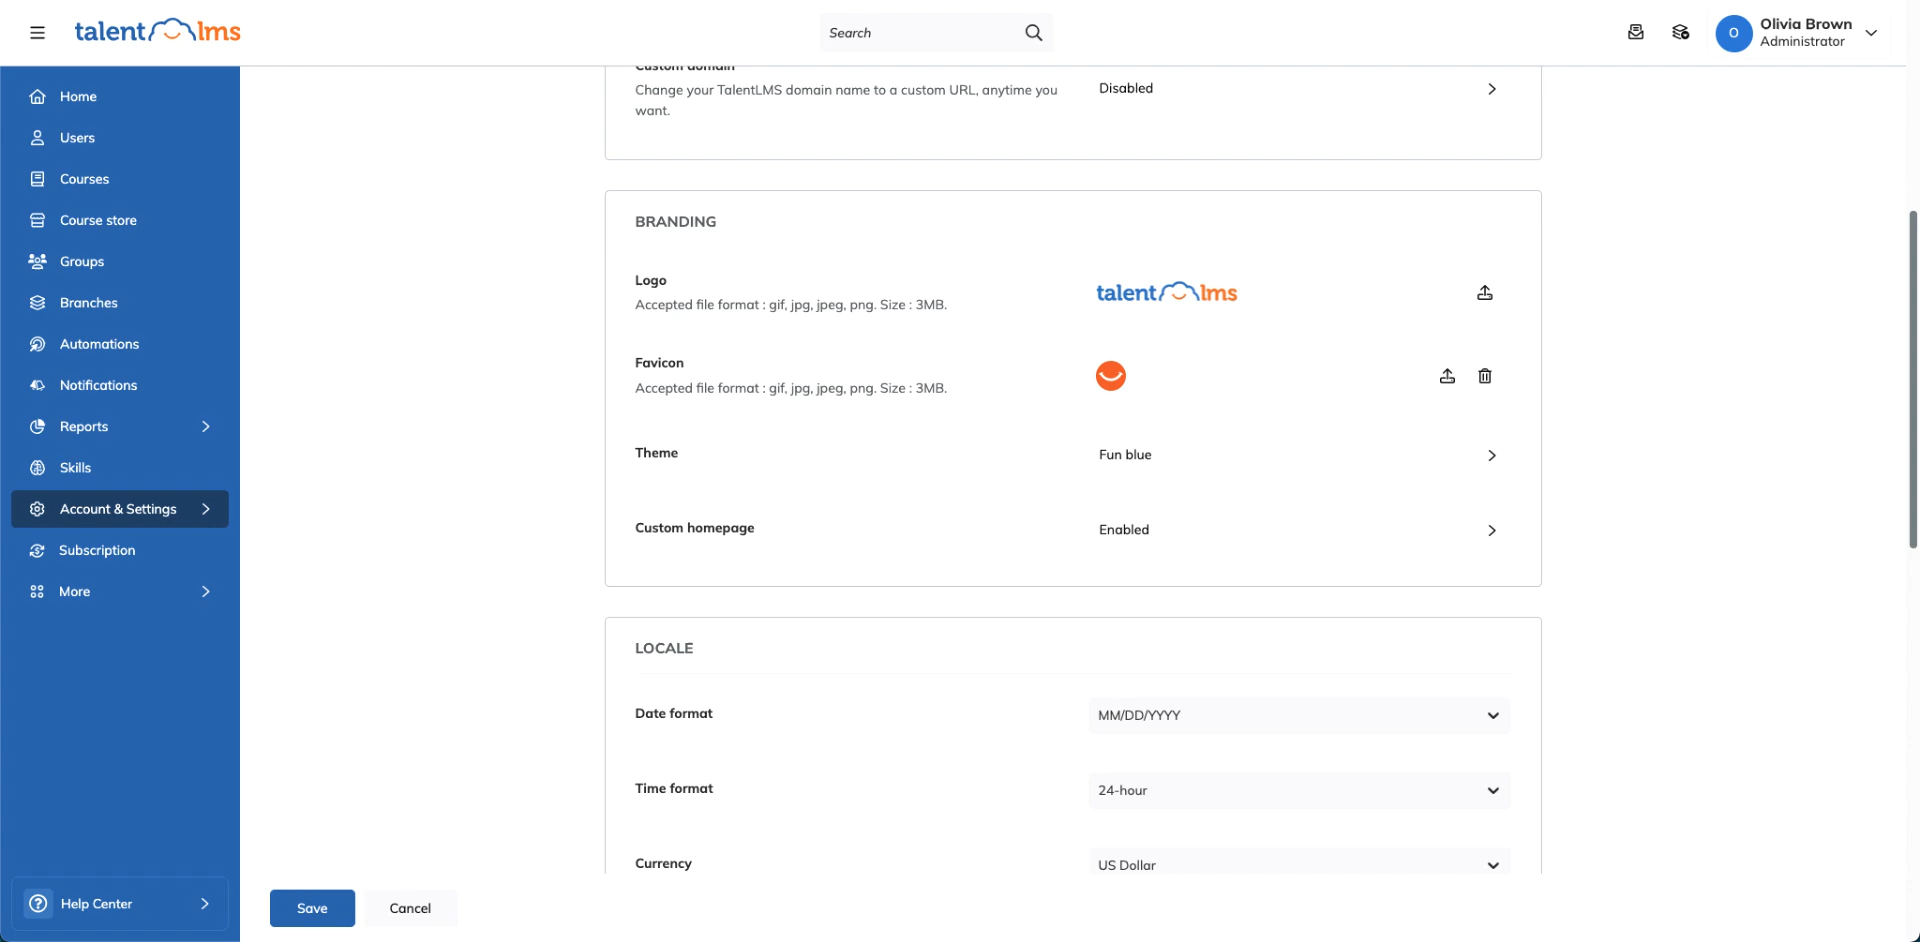 talentlms
Search
Olivia Brown
Administrator
O
Home
Users
Courses
Course store
Groups
Branches
Automations
Notifications
Reports
Skills
Account & Settings
Subscription
More
Help Center
Custom domain
Change your TalentLMS domain name to a custom URL, anytime you
want.
Disabled
BRANDING
Logo
Accepted file format : gif, jpg, jpeg, png. Size : 3MB.
talentlms
Favicon
Accepted file format : gif, jpg, jpeg, png. Size : 3MB.
Theme
Fun blue
Custom homepage
Enabled
LOCALE
Date format
MM/DD/YYYY
Time format
24-hour
Currency
US Dollar
Save
Cancel